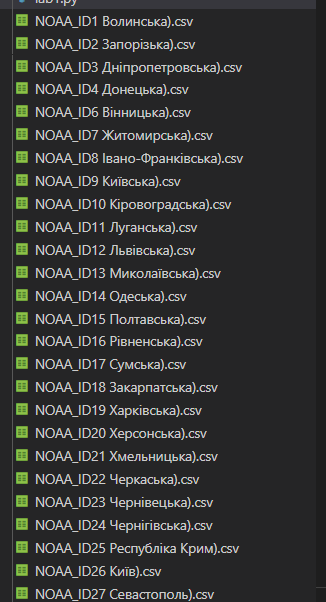 lab1.py
NOAA_ID1 Волинська).csv
NOAA_ID2 Запорізька).csv
NOAA_ID3 Дніпропетровська).csv
NOAA_ID4 Донецька).csv
NOAA_ID6 Вінницька).csv
NOAA_ID7 Житомирська).csv
NOAA_ID8 Івано-Франківська).csv
NOAA_ID9 Київська).csv
NOAA_ID10 Кіровоградська).csv
NOAA_ID11 Луганська).csv
NOAA_ID12 Львівська).csv
NOAA_ID13 Миколаївська).csv
NOAA_ID14 Одеська).csv
NOAA_ID15 Полтавська).csv
NOAA_ID16 Рівненська).csv
NOAA_ID17 Сумська).csv
NOAA_ID18 Закарпатська).csv
NOAA_ID19 Харківська).csv
NOAA_ID20 Херсонська).csv
NOAA_ID21 Хмельницька).csv
NOAA_ID22 Черкаська).csv
NOAA_ID23 Чернівецька).csv
NOAA_ID24 Чернігівська).csv
NOAA_ID25 Республіка Крим).csv
NOAA_ID26 Київ).csv
NOAA_ID27 Севастополь).csv